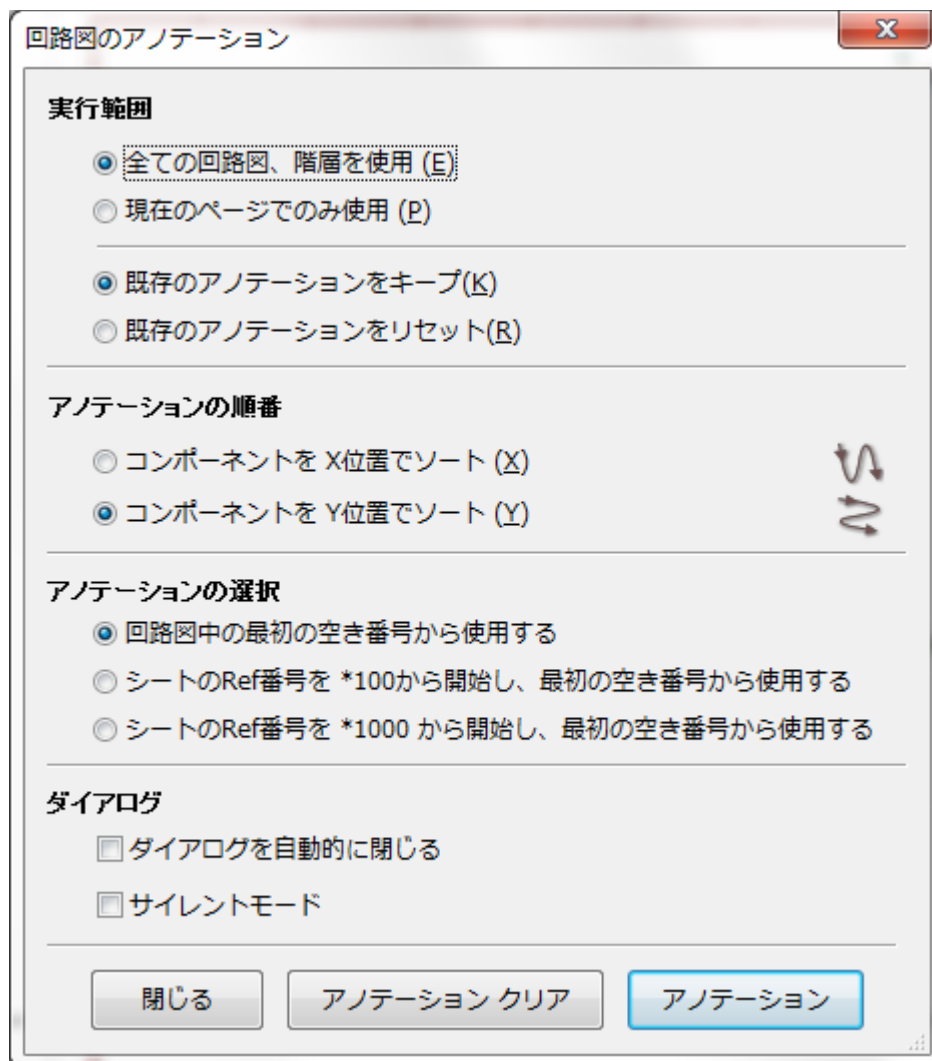 回路図のアノテーション
実行範囲
全ての回路図、階層を使用 (E)
現在のページでのみ使用 (P)
既存のアノテーションをキープ(K)
既存のアノテーションをリセット(R)
アノテーションの順番
コンポーネントを X位置でソート (X)
コンポーネントを Y位置でソート (Y)
アノテーションの選択
回路図中の最初の空き番号から使用する
シートのRef番号を *100から開始し、最初の空き番号から使用する
シートのRef番号を *1000 から開始し、最初の空き番号から使用する
ダイアログ
ダイアログを自動的に閉じる
サイレントモード
閉じる アノテーション クリア アノテーション